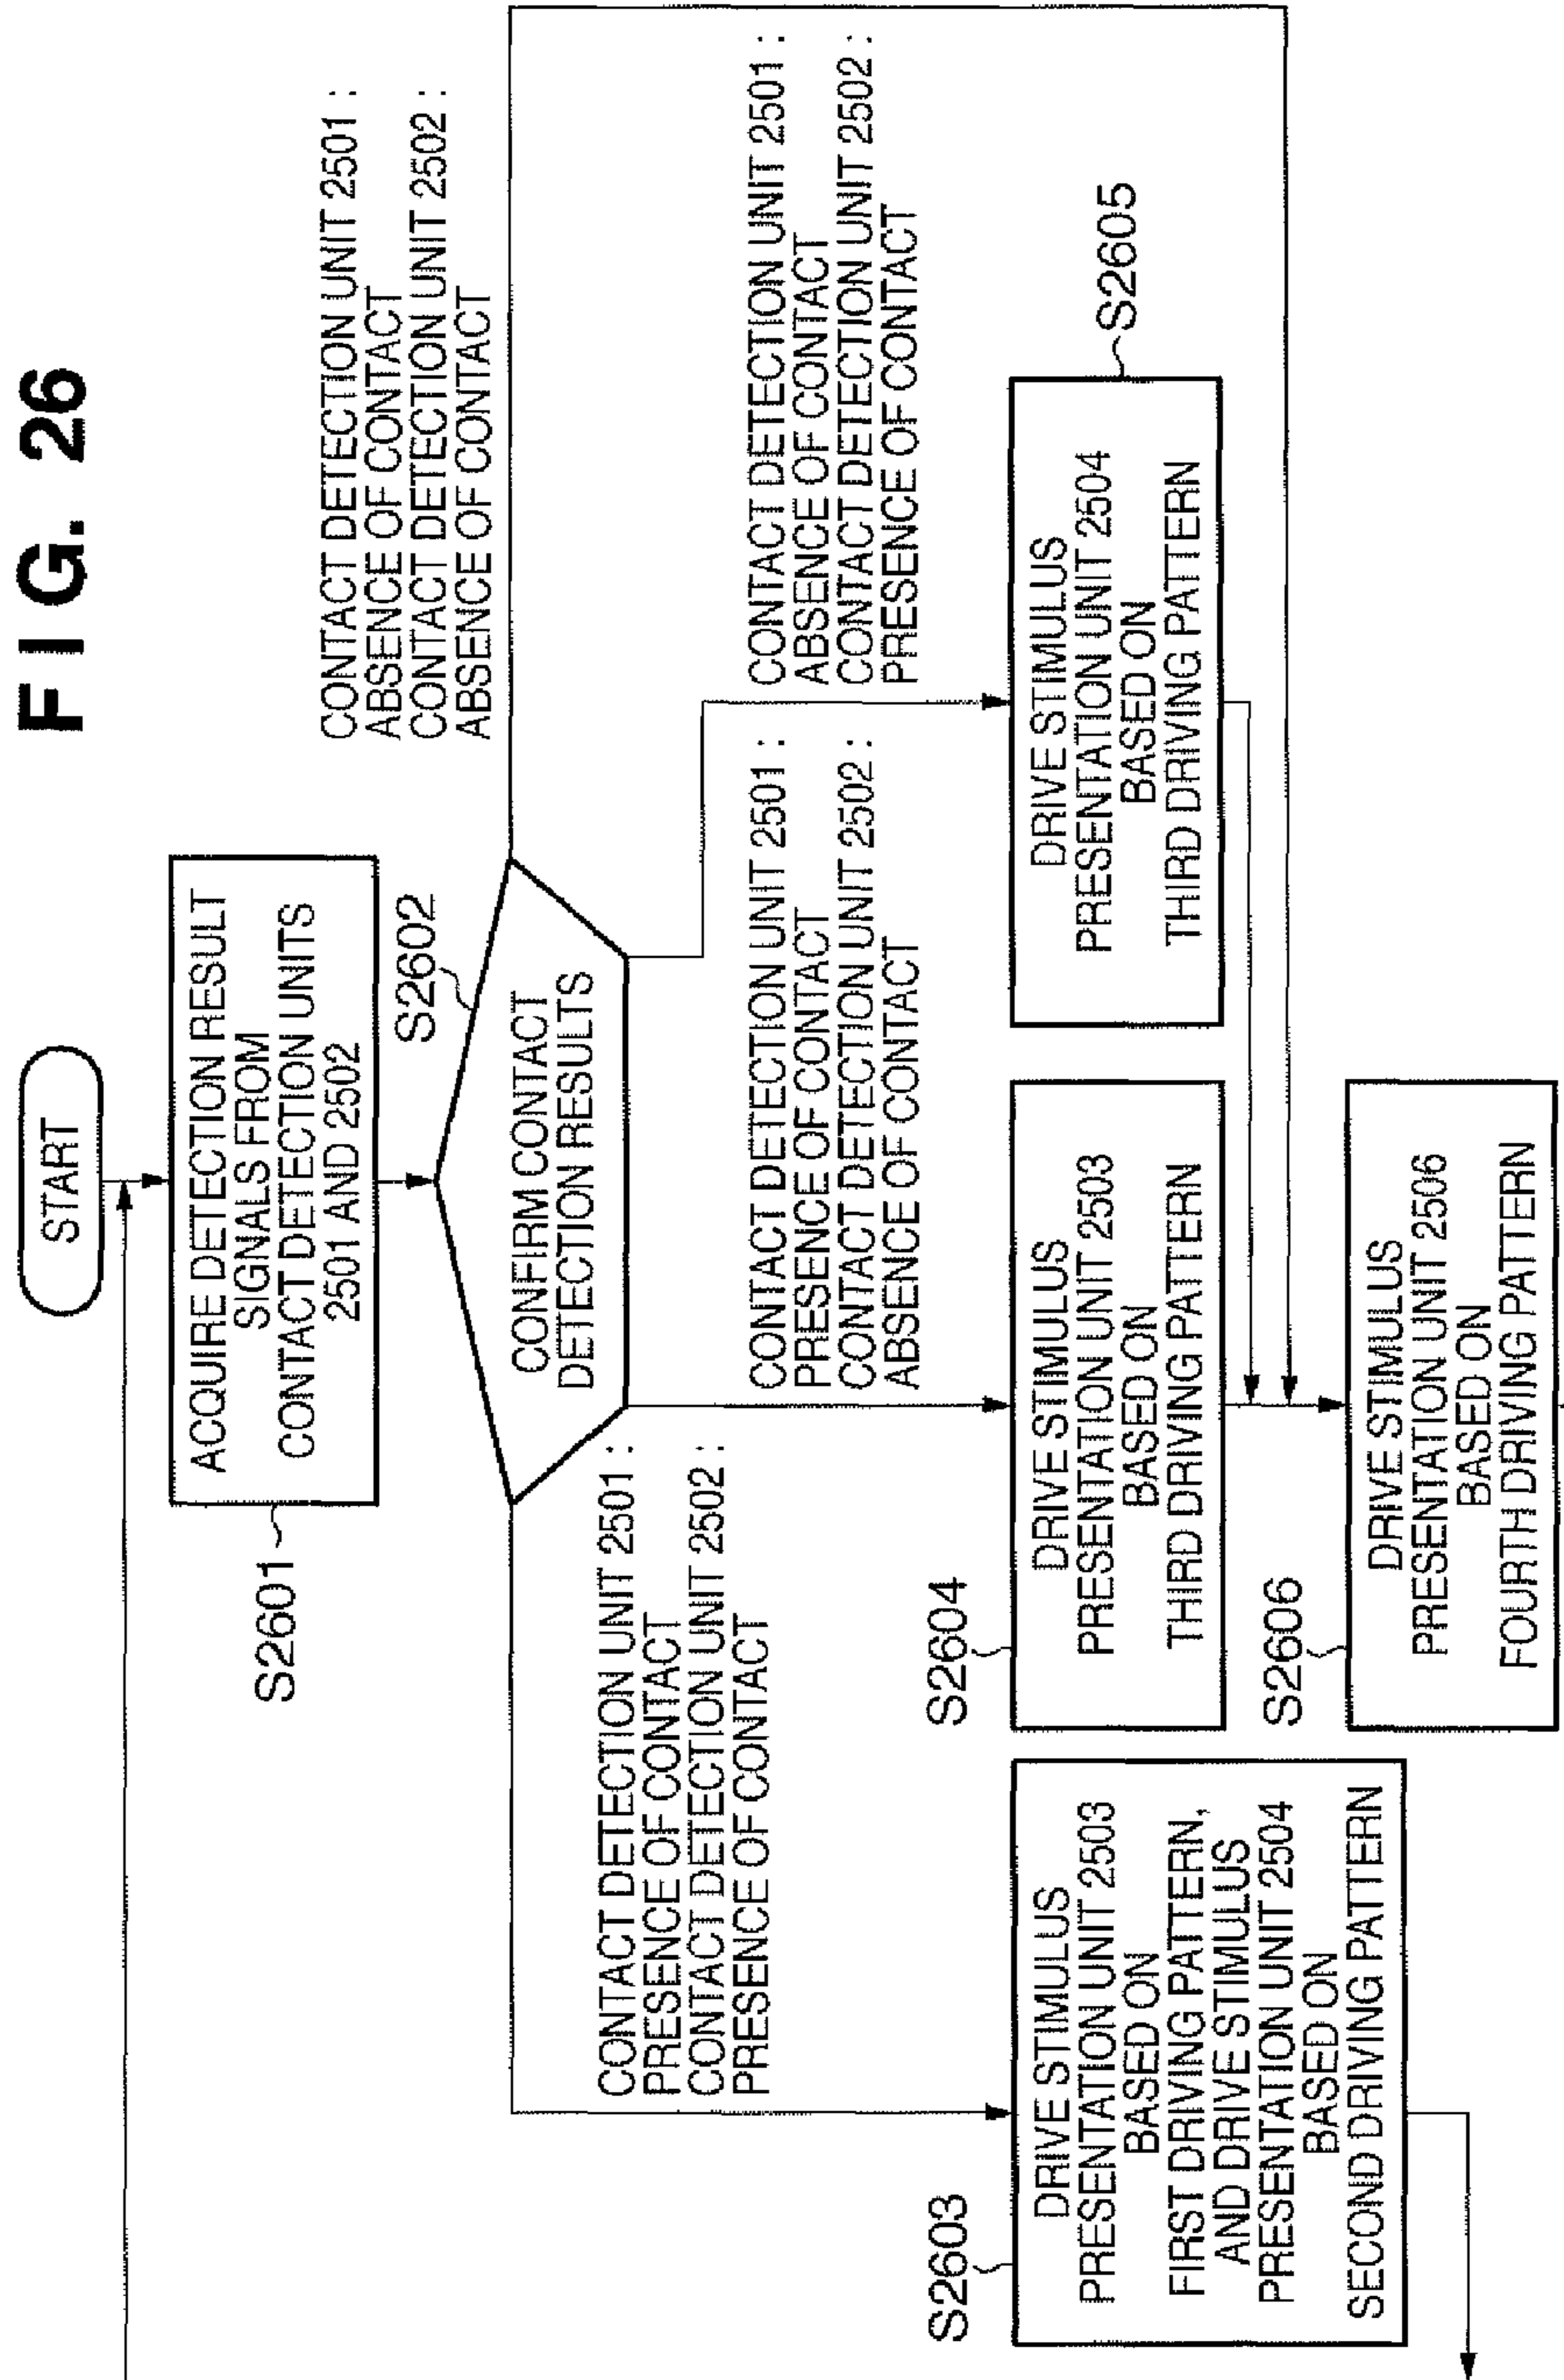 FIG. 26
START
ACQUIRE DETECTION RESULT
SIGNALS FROM
CONTACT DETECTION UNITS
2501 AND 2502
S2601
S2602
CONFIRM CONTACT
DETECTION RESULTS
CONTACT DETECTION UNIT 2501 :
ABSENCE OF CONTACT
CONTACT DETECTION UNIT 2502 :
ABSENCE OF CONTACT
CONTACT DETECTION UNIT 2501 :
PRESENCE OF CONTACT
CONTACT DETECTION UNIT 2502 :
PRESENCE OF CONTACT
CONTACT DETECTION UNIT 2501 :
PRESENCE OF CONTACT
CONTACT DETECTION UNIT 2502 :
ABSENCE OF CONTACT
CONTACT DETECTION UNIT 2501 :
ABSENCE OF CONTACT
CONTACT DETECTION UNIT 2502 :
PRESENCE OF CONTACT
S2603
DRIVE STIMULUS
PRESENTATION UNIT 2503
BASED ON
FIRST DRIVING PATTERN,
AND DRIVE STIMULUS
PRESENTATION UNIT 2504
BASED ON
SECOND DRIVING PATTERN
S2604
DRIVE STIMULUS
PRESENTATION UNIT 2503
BASED ON
THIRD DRIVING PATTERN
S2605
DRIVE STIMULUS
PRESENTATION UNIT 2504
BASED ON
THIRD DRIVING PATTERN
S2606
DRIVE STIMULUS
PRESENTATION UNIT 2506
BASED ON
FOURTH DRIVING PATTERN